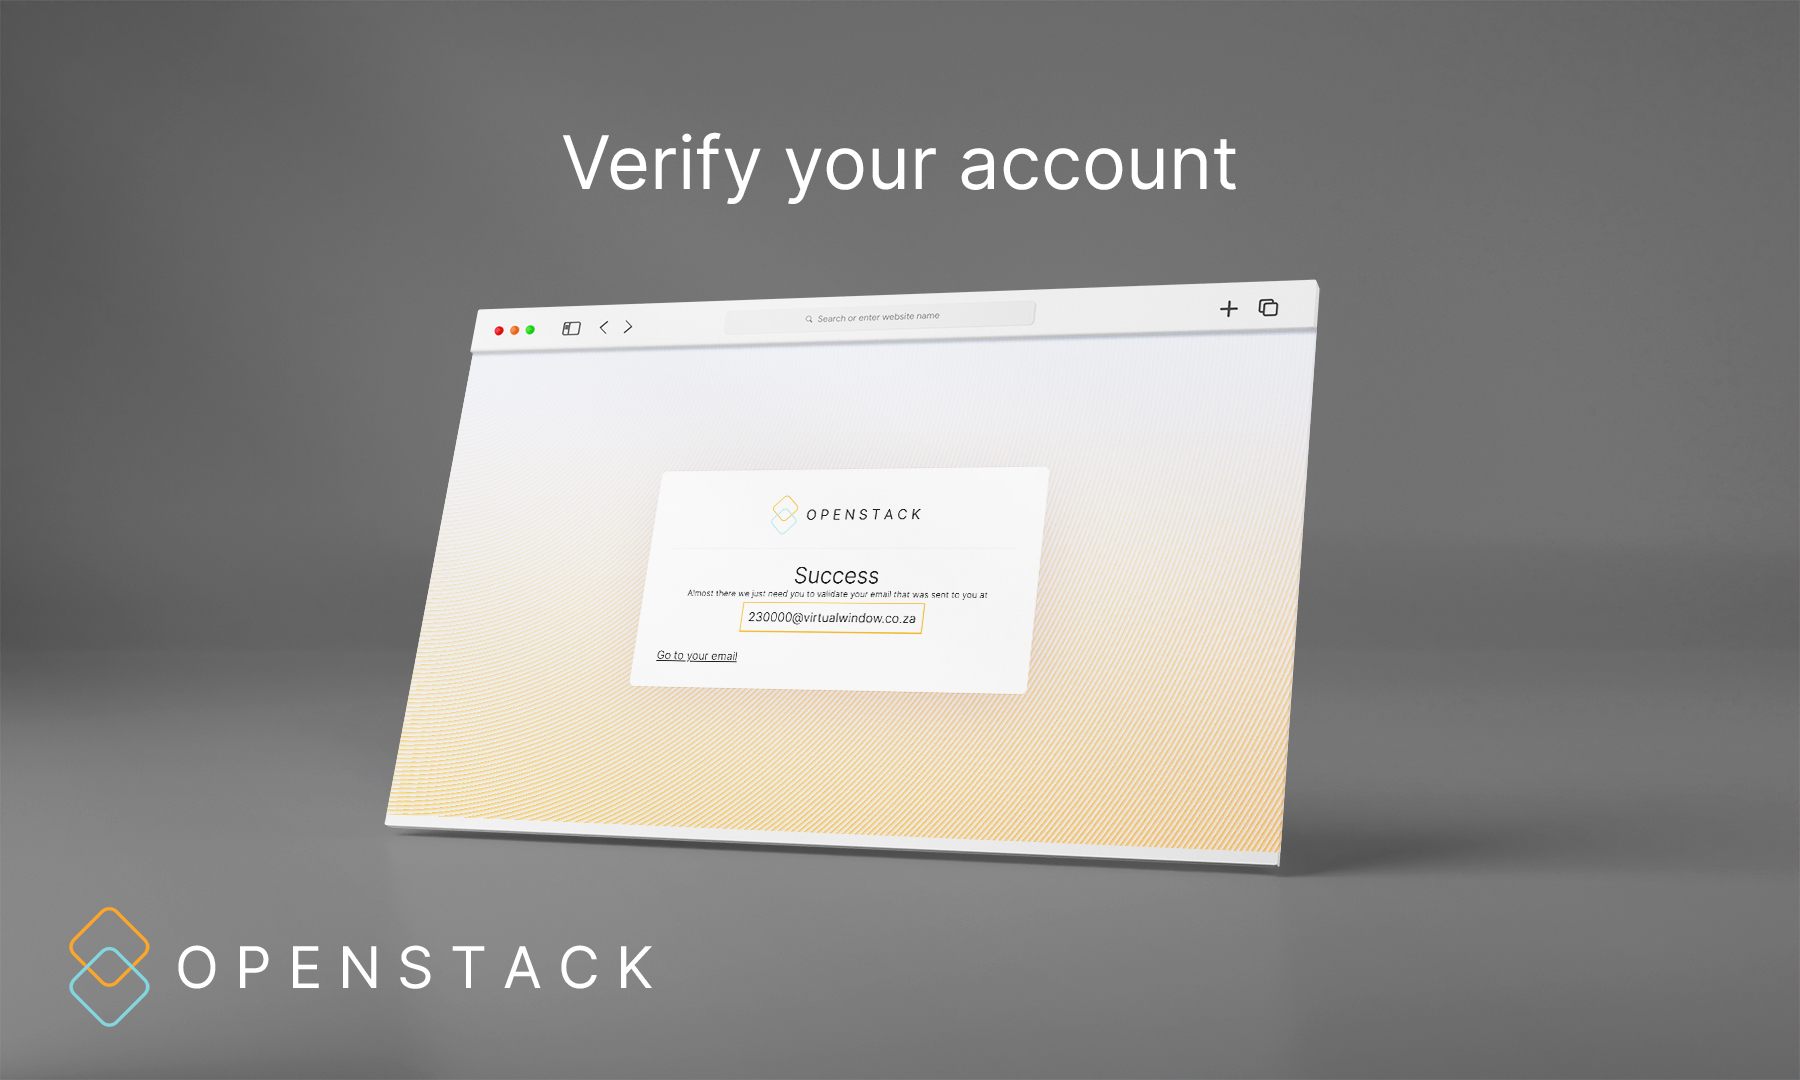 Verify your account
Search or enter website name
OPENSTACK
Success
Almost there we just need you to validate your email that was sent to you at
230000@virtualwindow.co.za
Go to your email
OPENSTACK